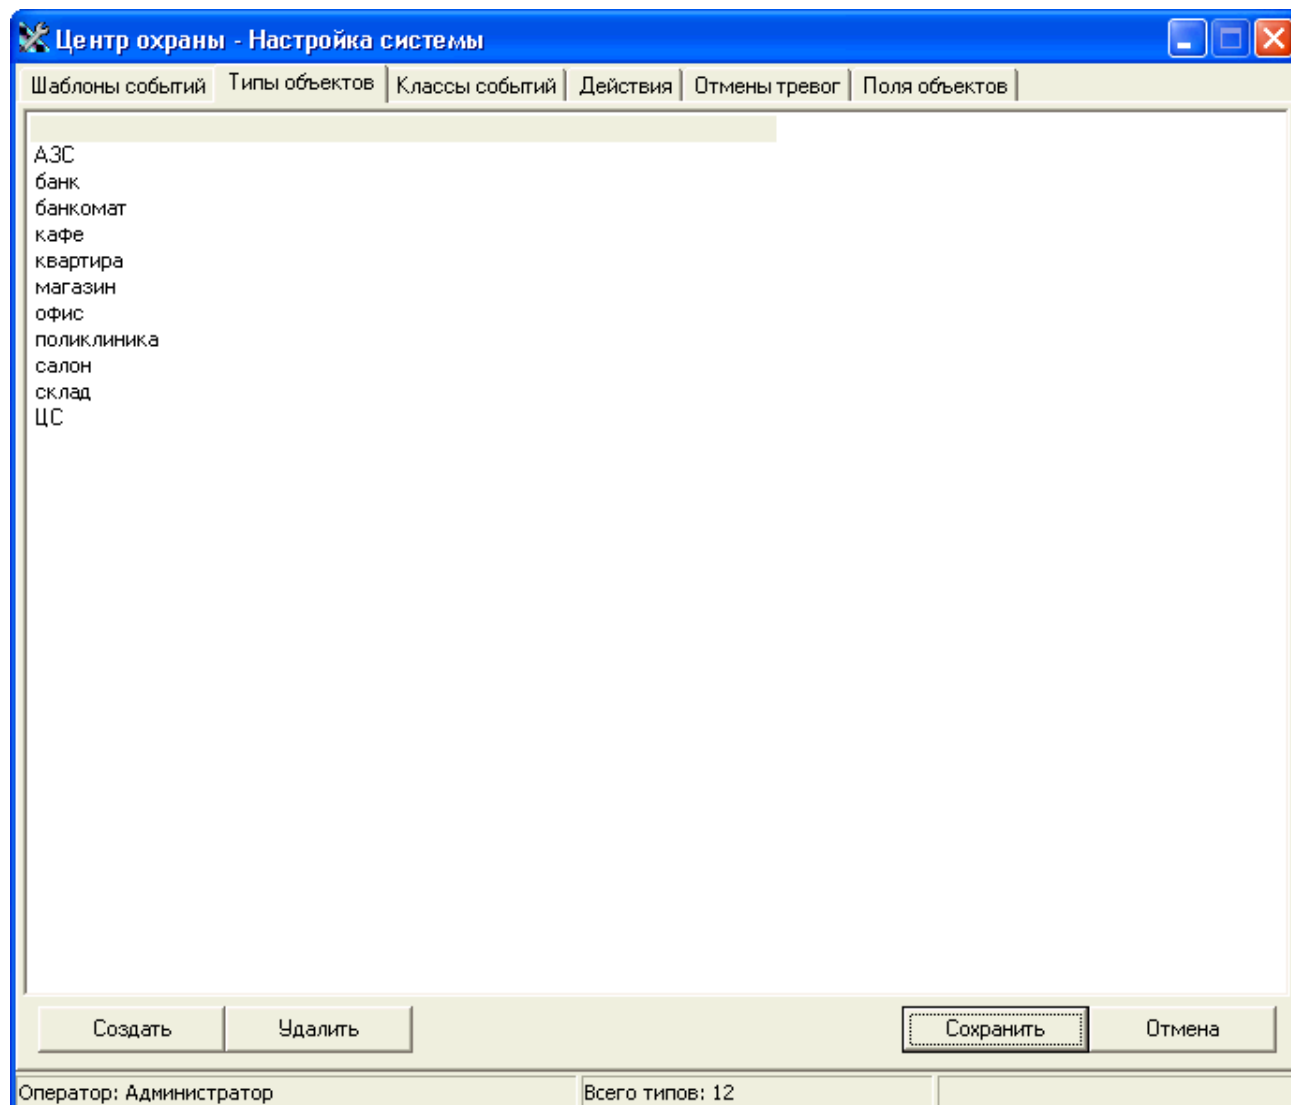 Центр охраны - Настройка системы
Шаблоны событий Типы объектов Классы событий Действия Отмены тревог Поля объектов
АЗС
банк
банкомат
кафе
квартира
магазин
офис
поликлиника
салон
склад
ЦС
Создать Удалить Сохранить Отмена
Оператор: Администратор Всего типов: 12